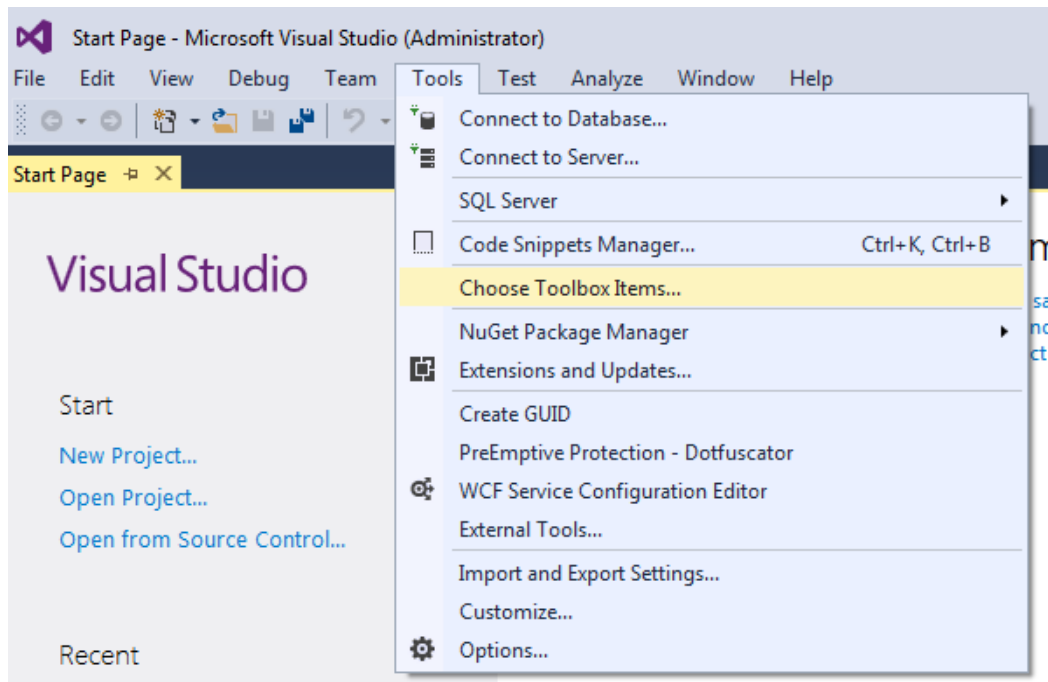 Start Page - Microsoft Visual Studio (Administrator)
File Edit View Debug Team Tools Test Analyze Window Help
Start Page
Connect to Database...
Connect to Server...
SQL Server
Code Snippets Manager... Ctrl+K, Ctrl+B
Choose Toolbox Items...
NuGet Package Manager
Extensions and Updates...
Create GUID
PreEmptive Protection - Dotfuscator
WCF Service Configuration Editor
External Tools...
Import and Export Settings...
Customize...
Options...
Visual Studio
Start
New Project...
Open Project...
Open from Source Control...
Recent